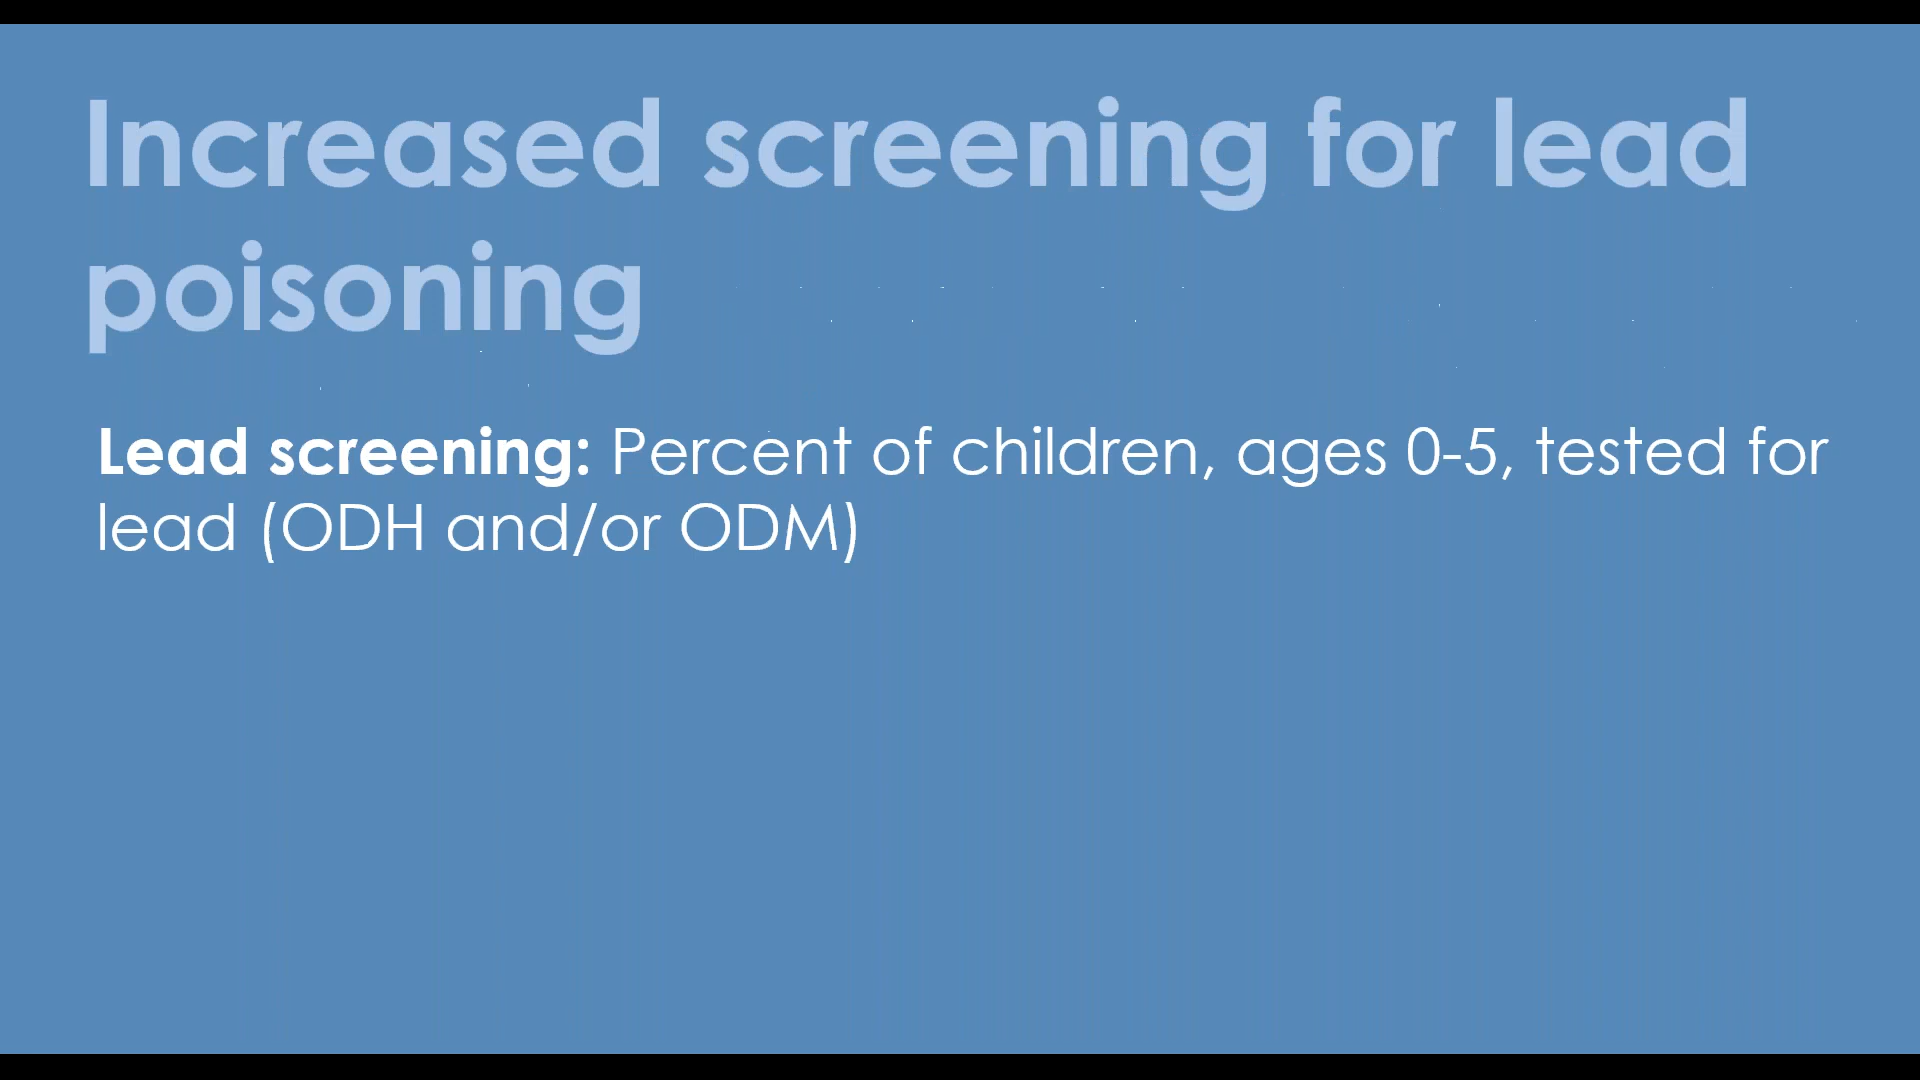 Increased screening for lead
poisoning
Lead screening: Percent of children, ages 0-5, tested for
lead (ODH and/or ODM)